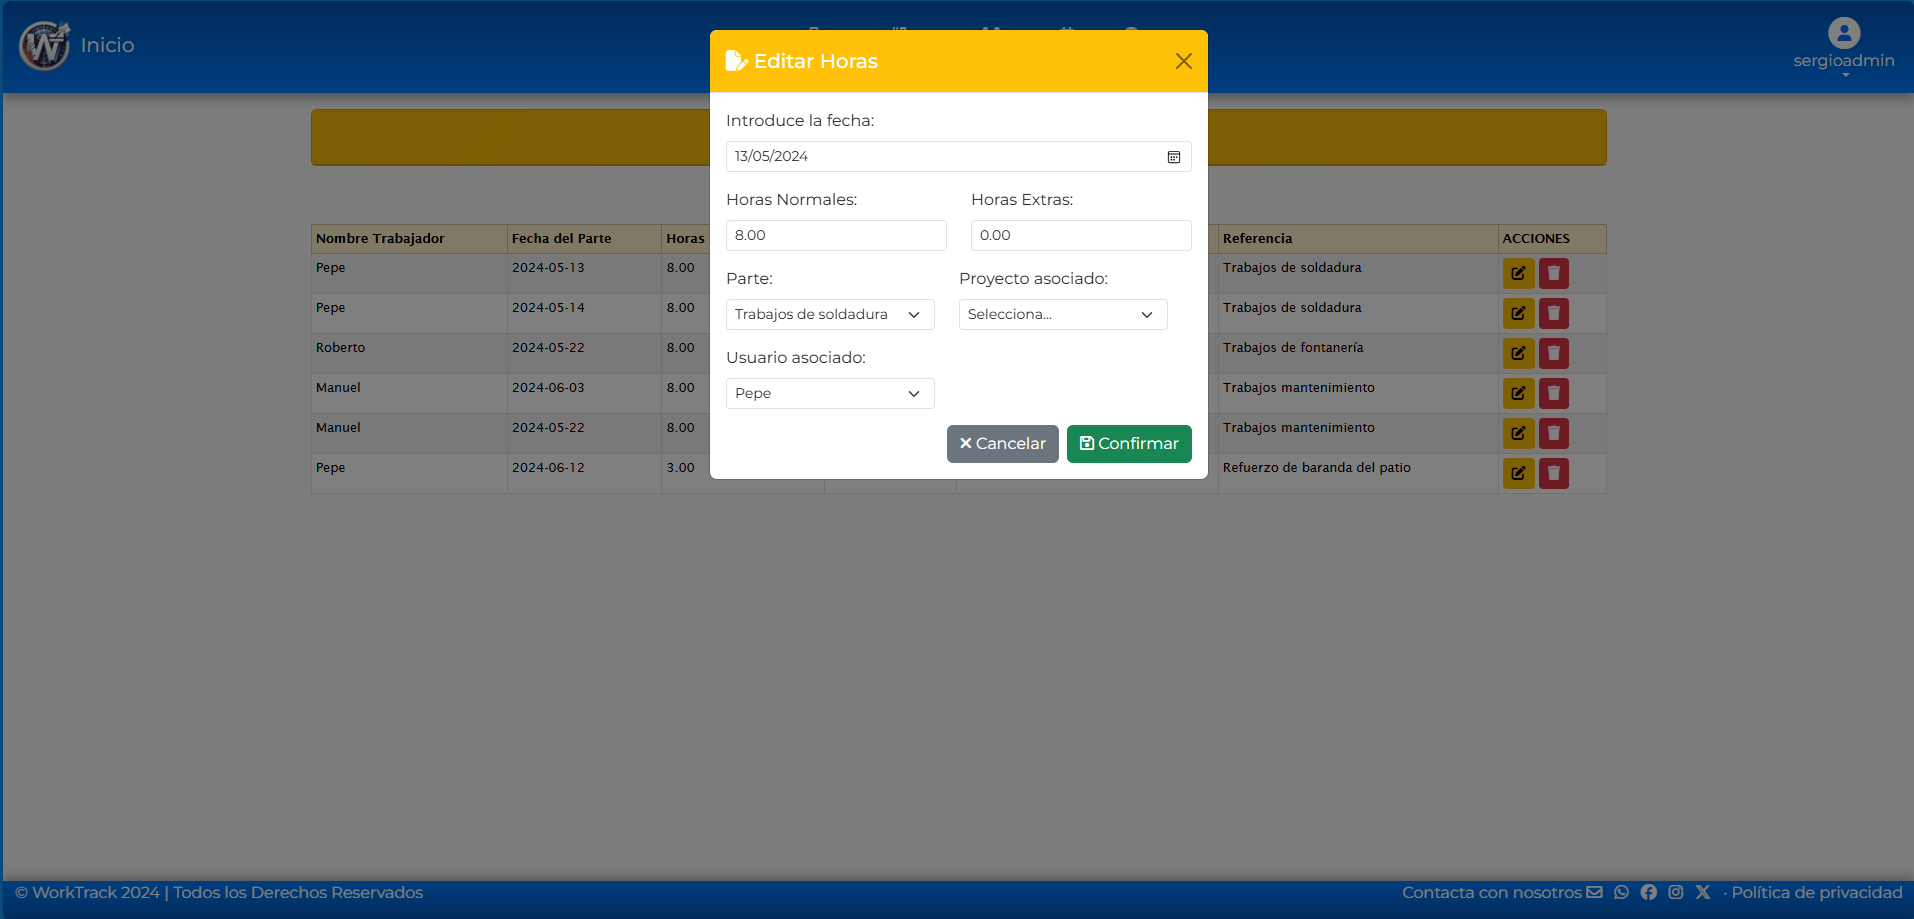 Inicio
sergioadmin
Editar Horas
Introduce la fecha:
13/05/2024
Horas Normales:
Horas Extras:
8.00
0.00
Parte:
Proyecto asociado:
Trabajos de soldadura
Selecciona...
Usuario asociado:
Pepe
Cancelar
Confirmar
Nombre Trabajador Fecha del Parte Horas Referencia ACCIONES
Pepe 2024-05-13 8.00 Trabajos de soldadura
Pepe 2024-05-14 8.00 Trabajos de soldadura
Roberto 2024-05-22 8.00 Trabajos de fontanería
Manuel 2024-06-03 8.00 Trabajos mantenimiento
Manuel 2024-05-22 8.00 Trabajos mantenimiento
Pepe 2024-06-12 3.00 Refuerzo de baranda del patio
© WorkTrack 2024 | Todos los Derechos Reservados
Contacta con nosotros · Política de privacidad